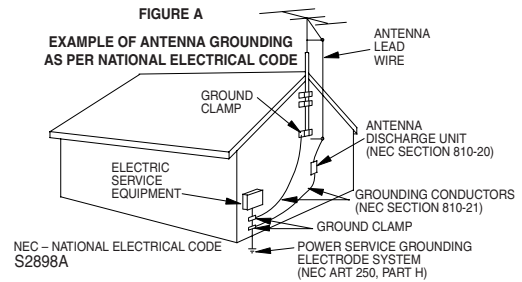 FIGURE A
EXAMPLE OF ANTENNA GROUNDING
AS PER NATIONAL ELECTRICAL CODE
ANTENNA
LEAD
WIRE
GROUND
CLAMP
ANTENNA
DISCHARGE UNIT
(NEC SECTION 810-20)
ELECTRIC
SERVICE
EQUIPMENT
GROUNDING CONDUCTORS
(NEC SECTION 810-21)
GROUND CLAMP
POWER SERVICE GROUNDING
ELECTRODE SYSTEM
(NEC ART 250, PART H)
NEC – NATIONAL ELECTRICAL CODE
S2898A